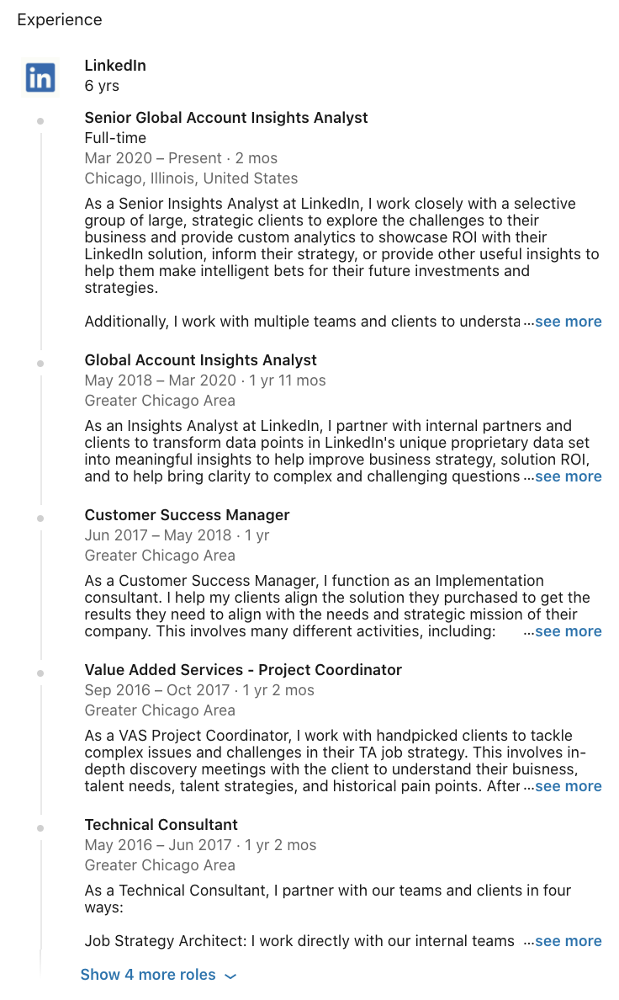 Experience
in
LinkedIn
6 yrs
Senior Global Account Insights Analyst
Full-time
Mar 2020 – Present · 2 mos
Chicago, Illinois, United States
As a Senior Insights Analyst at LinkedIn, I work closely with a selective
group of large, strategic clients to explore the challenges to their
business and provide custom analytics to showcase ROI with their
LinkedIn solution, inform their strategy, or provide other useful insights to
help them make intelligent bets for their future investments and
strategies.
Additionally, I work with multiple teams and clients to understa ...see more
Global Account Insights Analyst
May 2018 – Mar 2020 · 1 yr 11 mos
Greater Chicago Area
As an Insights Analyst at LinkedIn, I partner with internal partners and
clients to transform data points in LinkedIn's unique proprietary data set
into meaningful insights to help improve business strategy, solution ROI,
and to help bring clarity to complex and challenging questions ...see more
Customer Success Manager
Jun 2017 – May 2018 · 1 yr
Greater Chicago Area
As a Customer Success Manager, I function as an Implementation
consultant. I help my clients align the solution they purchased to get the
results they need to align with the needs and strategic mission of their
company. This involves many different activities, including: ...see more
Value Added Services - Project Coordinator
Sep 2016 – Oct 2017 · 1 yr 2 mos
Greater Chicago Area
As a VAS Project Coordinator, I work with handpicked clients to tackle
complex issues and challenges in their TA job strategy. This involves in-
depth discovery meetings with the client to understand their buisness,
talent needs, talent strategies, and historical pain points. After ...see more
Technical Consultant
May 2016 – Jun 2017 · 1 yr 2 mos
Greater Chicago Area
As a Technical Consultant, I partner with our teams and clients in four
ways:
Job Strategy Architect: I work directly with our internal teams ...see more
Show 4 more roles